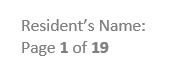 Resident’s Name:
Page 1 of 19